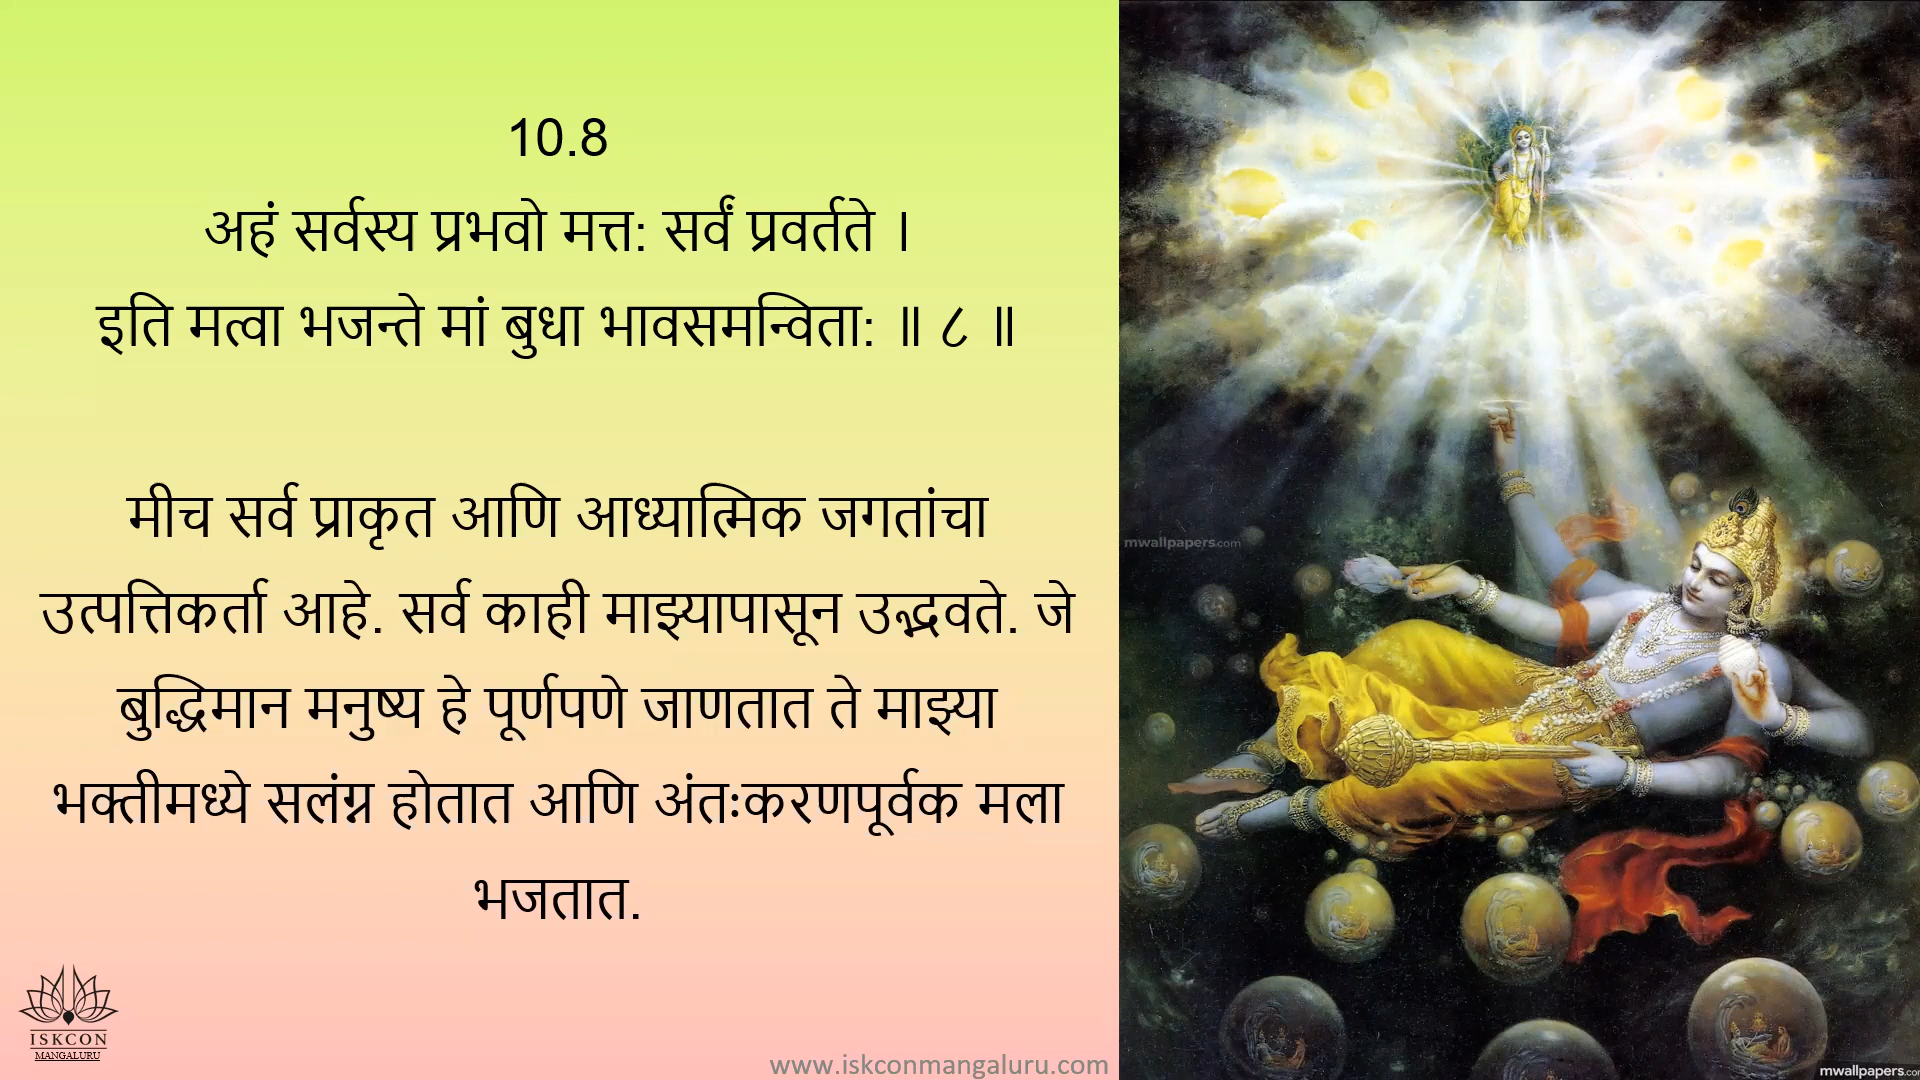 10.8
अहं सर्वस्य प्रभवो मत्त: सर्वं प्रवर्तते ।
इति मत्वा भजन्ते मां बुधा भावसमन्विता: ॥ ८ ॥
मीच सर्व प्राकृत आणि आध्यात्मिक जगतांचा
उत्पत्तिकर्ता आहे. सर्व काही माझ्यापासून उद्भवते. जे
बुद्धिमान मनुष्य हे पूर्णपणे जाणतात ते माझ्या
भक्तीमध्ये सलंग्न होतात आणि अंतःकरणपूर्वक मला
भजतात.
ISKCON
MANGALURU
www.iskconmangaluru.com
mwallpapers.com
mwallpapers.co